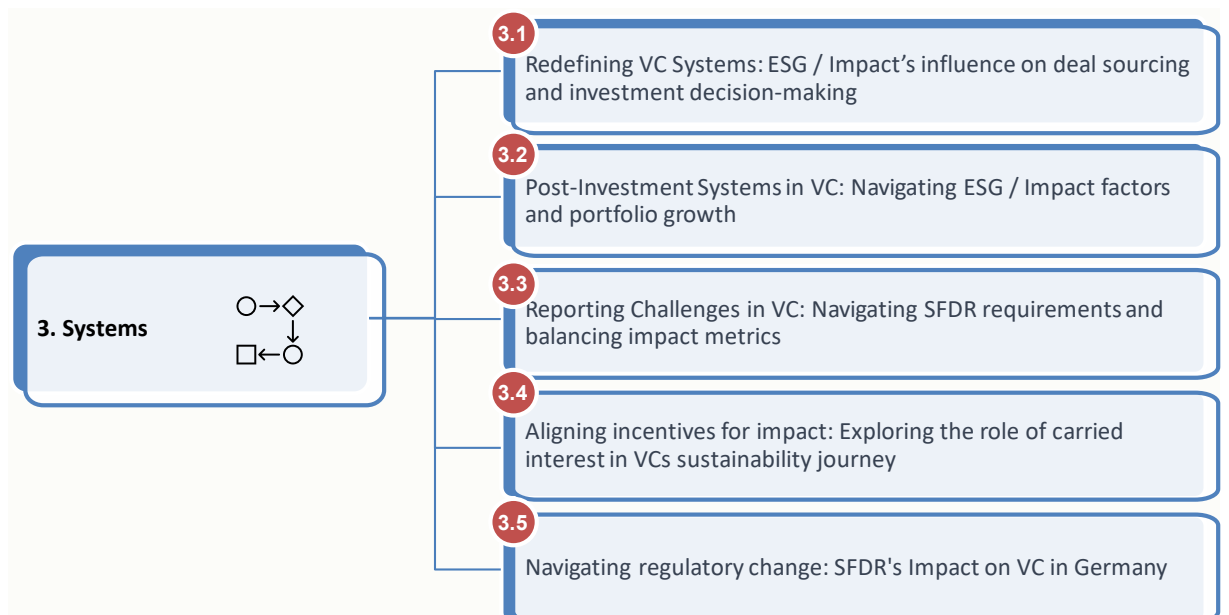 3.1
Redefining VC Systems: ESG / Impact's influence on deal sourcing
and investment decision-making
3.2
Post-Investment Systems in VC: Navigating ESG / Impact factors
and portfolio growth
3. Systems
3.3
Reporting Challenges in VC: Navigating SFDR requirements and
balancing impact metrics
3.4
Aligning incentives for impact: Exploring the role of carried
interest in VCs sustainability journey
3.5
Navigating regulatory change: SFDR's Impact on VC in Germany